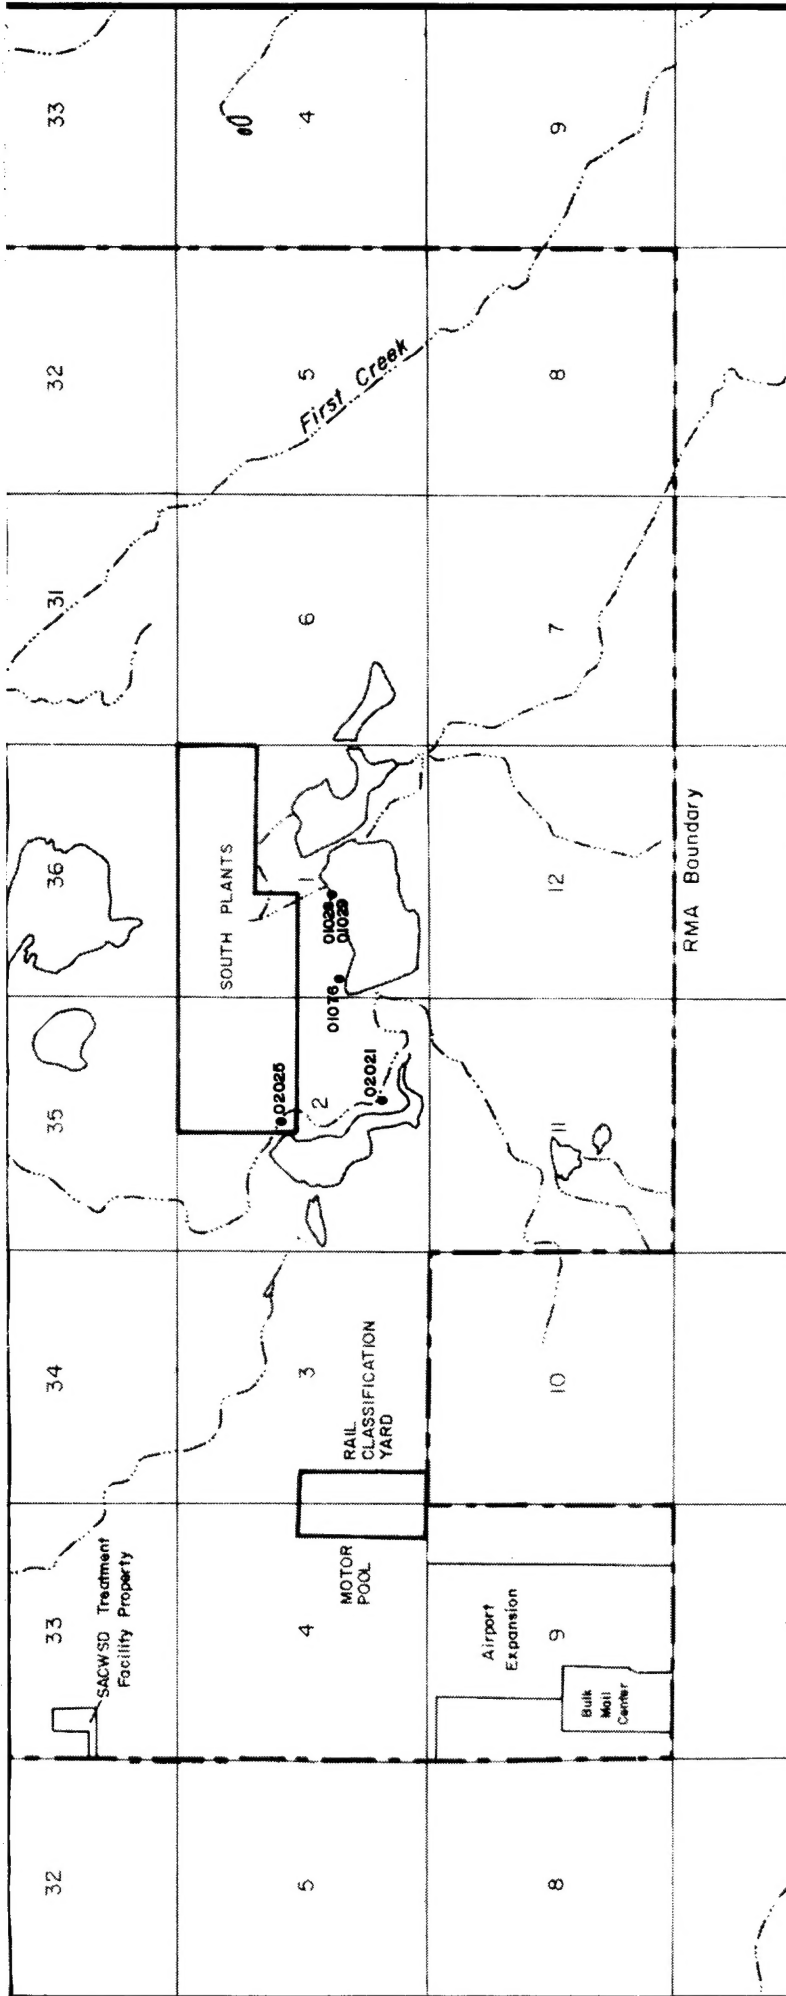 32
33
34
35
36
31
32
33
SACWSD Treatment
Facility Property
5
4
3
2
1
6
5
4
MOTOR
POOL
RAIL
CLASSIFICATION
YARD
SOUTH PLANTS
02025
02021
01076
01028
01029
First Creek
8
9
10
11
12
7
8
9
Airport
Expansion
Bulk
Mail
Center
RMA Boundary